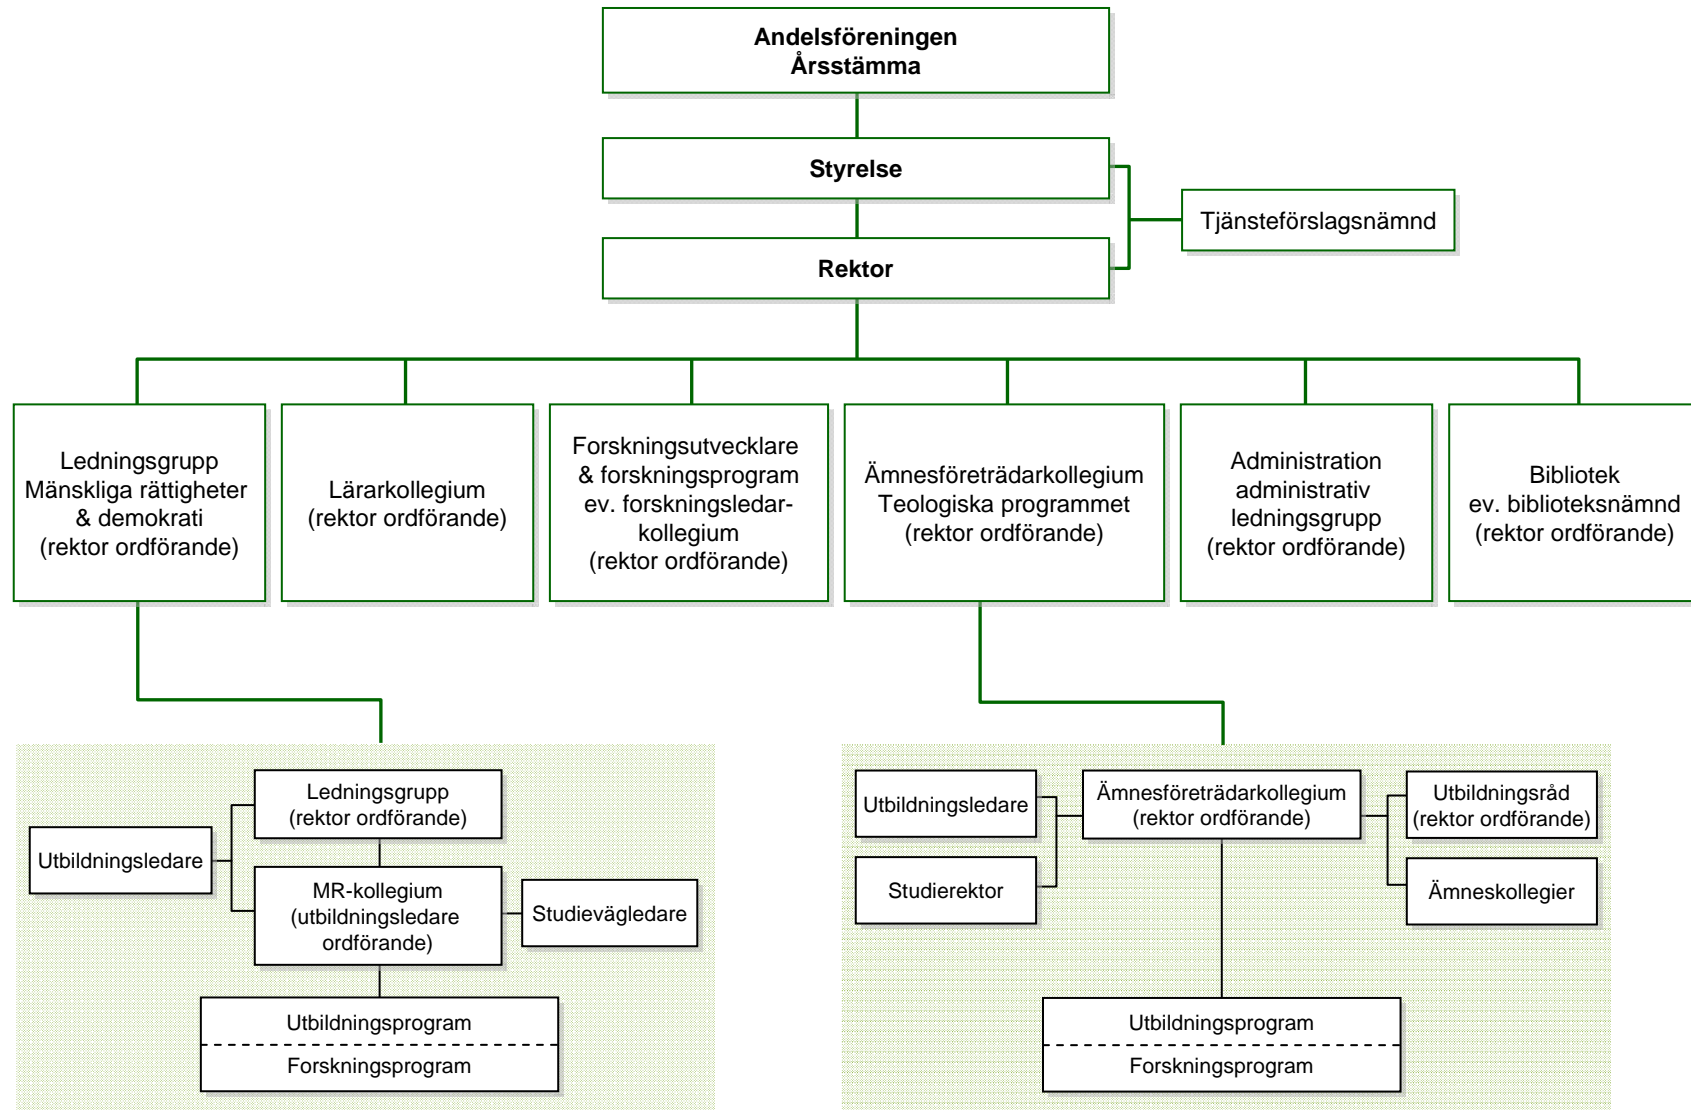 Andelsföreningen
Årsstämma
Styrelse
Tjänsteförslagsnämnd
Rektor
Ledningsgrupp
Mänskliga rättigheter
& demokrati
(rektor ordförande)
Lärarkollegium
(rektor ordförande)
Forskningsutvecklare
& forskningsprogram
ev. forskningsledar-
kollegium
(rektor ordförande)
Ämnesföreträdarkollegium
Teologiska programmet
(rektor ordförande)
Administration
administrativ
ledningsgrupp
(rektor ordförande)
Bibliotek
ev. biblioteksnämnd
(rektor ordförande)
Ledningsgrupp
(rektor ordförande)
Utbildningsledare
MR-kollegium
(utbildningsledare
ordförande)
Studievägledare
Utbildningsprogram
Forskningsprogram
Utbildningsledare
Ämnesföreträdarkollegium
(rektor ordförande)
Utbildningsråd
(rektor ordförande)
Studierektor
Ämneskollegier
Utbildningsprogram
Forskningsprogram